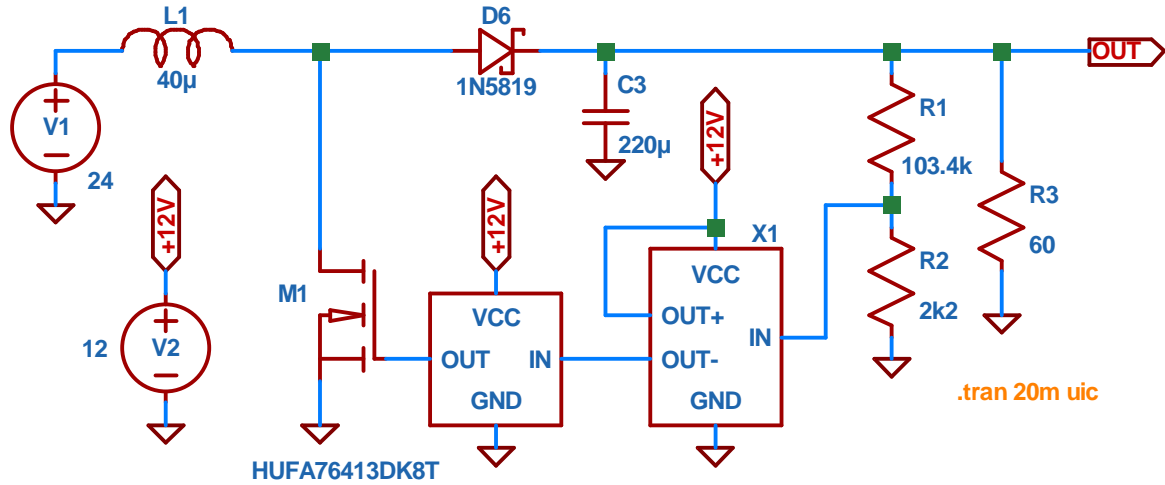 L1
40µ
D6
1N5819
OUT
C3
220µ
+12V
R1
103.4k
V1
24
+12V
+12V
X1
R3
60
M1
VCC
VCC
OUT+
IN
R2
2k2
12
V2
OUT
IN
OUT-
GND
GND
.tran 20m uic
HUFA76413DK8T